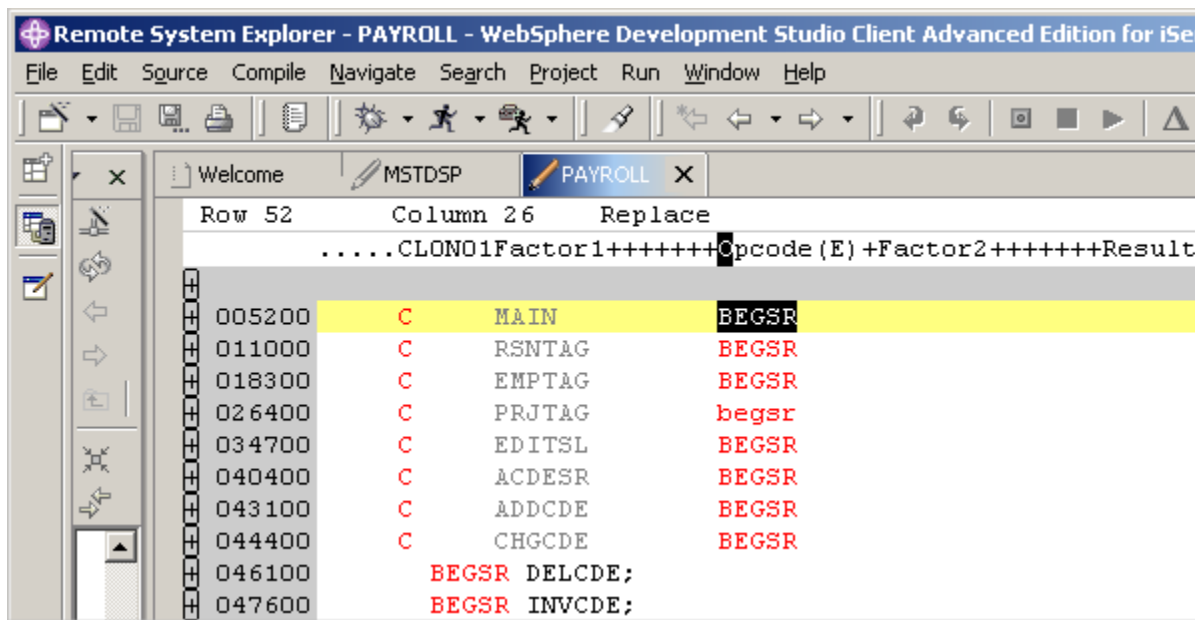 Remote System Explorer - PAYROLL - WebSphere Development Studio Client Advanced Edition for iSe
File Edit Source Compile Navigate Search Project Run Window Help
Welcome MSTDSP PAYROLL
Row 52 Column 26 Replace
.....CL0N01Factor1+++++++Opcode(E)+Factor2+++++++Result
005200 C MAIN BEGSR
011000 C RSNTAG BEGSR
018300 C EMPTAG BEGSR
026400 C PRJTAG begsr
034700 C EDITSL BEGSR
040400 C ACDESR BEGSR
043100 C ADDCDE BEGSR
044400 C CHGCDE BEGSR
046100 BEGSR DELCDE;
047600 BEGSR INVCDE;